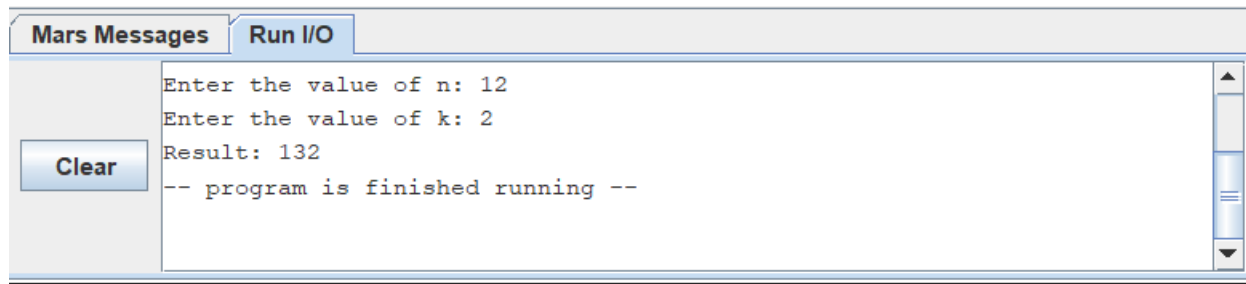 Mars Messages Run I/O
Enter the value of n: 12
Enter the value of k: 2
Result: 132
Clear
-- program is finished running --